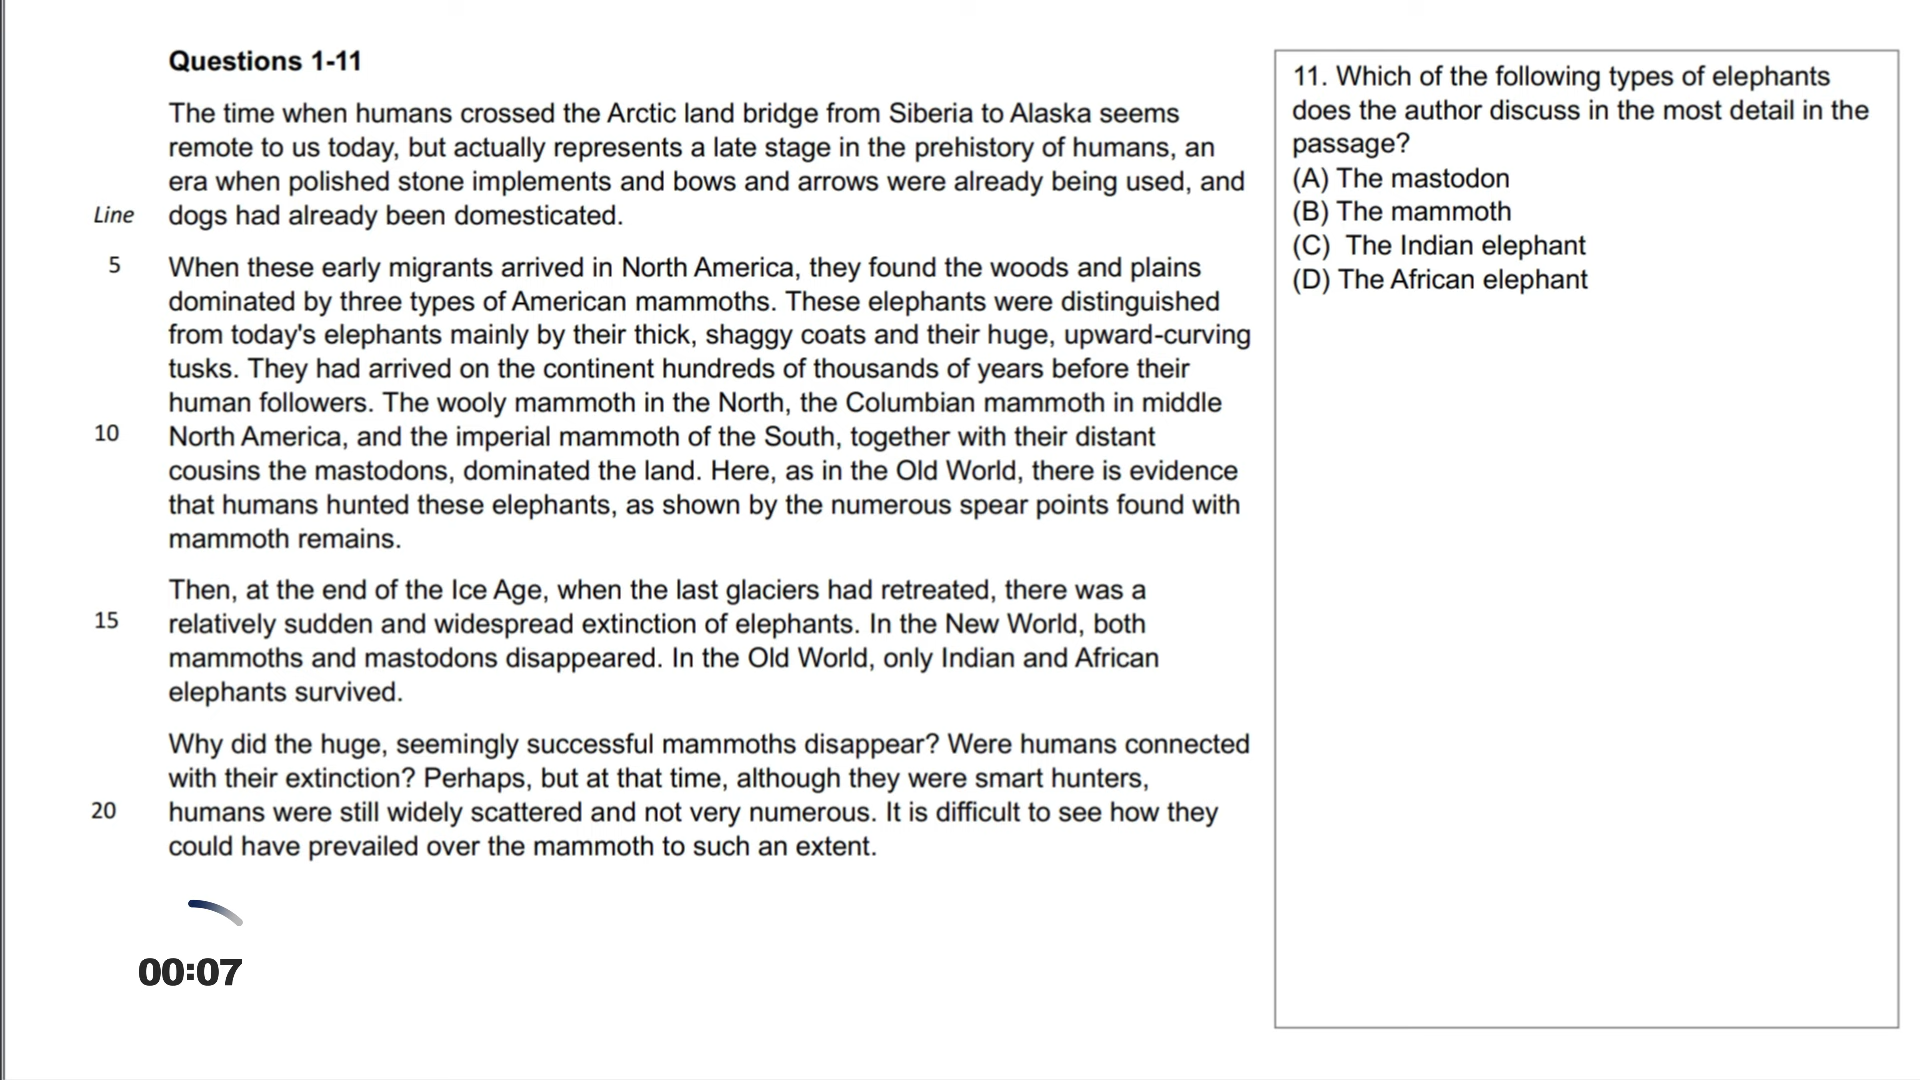 Questions 1-11
The time when humans crossed the Arctic land bridge from Siberia to Alaska seems
remote to us today, but actually represents a late stage in the prehistory of humans, an
era when polished stone implements and bows and arrows were already being used, and
Line dogs had already been domesticated.
5 When these early migrants arrived in North America, they found the woods and plains
dominated by three types of American mammoths. These elephants were distinguished
from today's elephants mainly by their thick, shaggy coats and their huge, upward-curving
tusks. They had arrived on the continent hundreds of thousands of years before their
human followers. The wooly mammoth in the North, the Columbian mammoth in middle
10 North America, and the imperial mammoth of the South, together with their distant
cousins the mastodons, dominated the land. Here, as in the Old World, there is evidence
that humans hunted these elephants, as shown by the numerous spear points found with
mammoth remains.
Then, at the end of the Ice Age, when the last glaciers had retreated, there was a
15 relatively sudden and widespread extinction of elephants. In the New World, both
mammoths and mastodons disappeared. In the Old World, only Indian and African
elephants survived.
Why did the huge, seemingly successful mammoths disappear? Were humans connected
with their extinction? Perhaps, but at that time, although they were smart hunters,
20 humans were still widely scattered and not very numerous. It is difficult to see how they
could have prevailed over the mammoth to such an extent.
00:07
11. Which of the following types of elephants
does the author discuss in the most detail in the
passage?
(A) The mastodon
(B) The mammoth
(C) The Indian elephant
(D) The African elephant